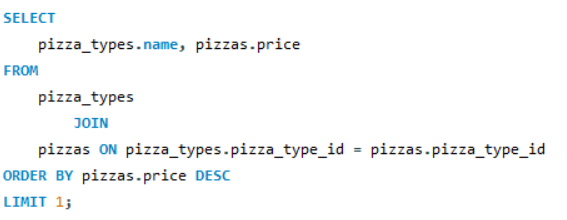 SELECT
    pizza_types.name, pizzas.price
FROM
    pizza_types
        JOIN
    pizzas ON pizza_types.pizza_type_id = pizzas.pizza_type_id
ORDER BY pizzas.price DESC
LIMIT 1;